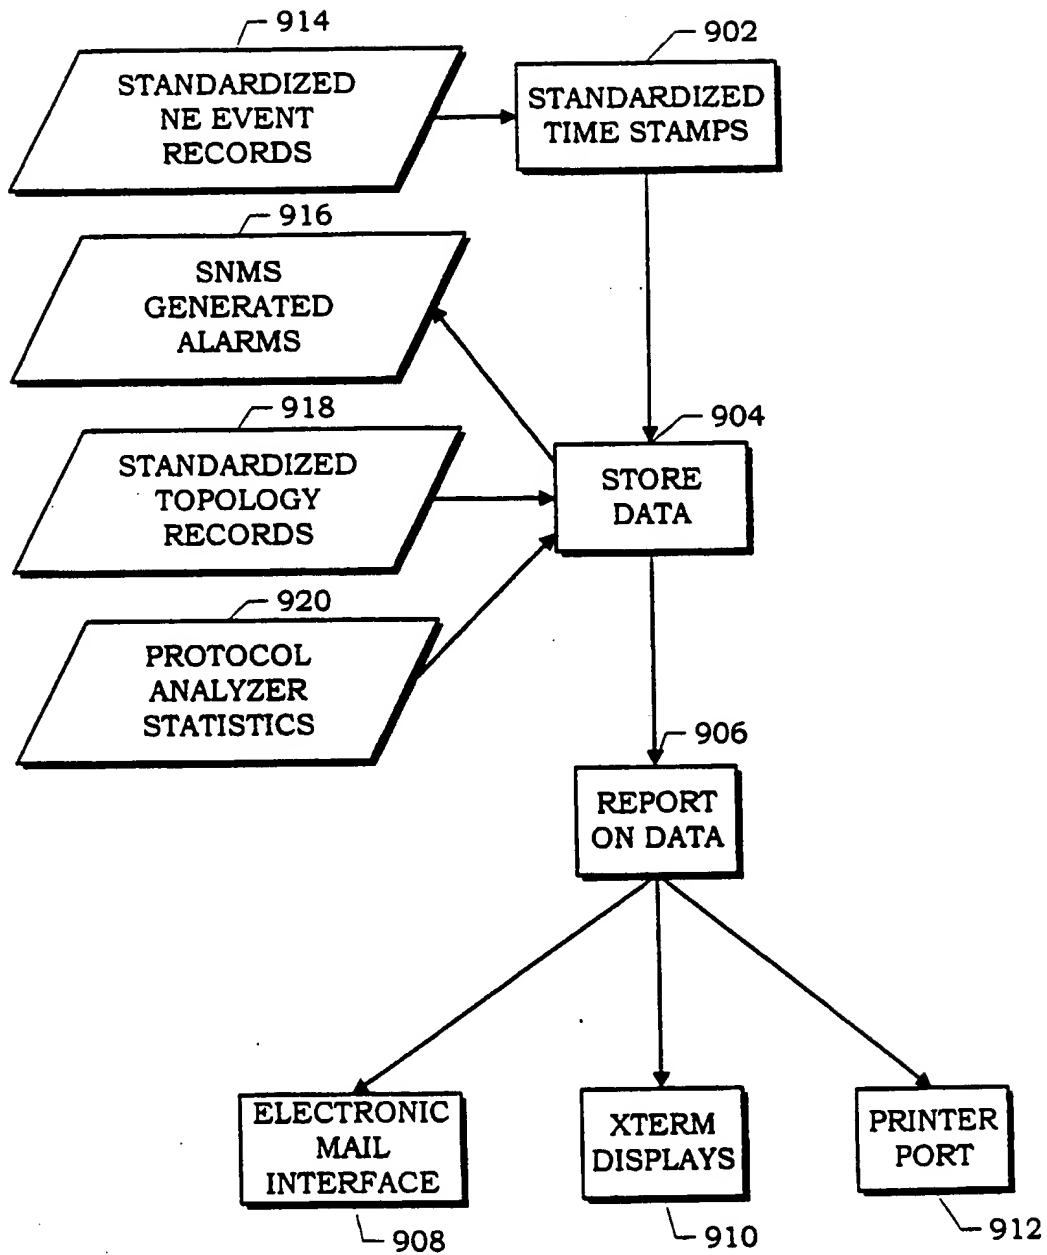 914
STANDARDIZED
NE EVENT
RECORDS
902
STANDARDIZED
TIME STAMPS
916
SNMS
GENERATED
ALARMS
918
STANDARDIZED
TOPOLOGY
RECORDS
904
STORE
DATA
920
PROTOCOL
ANALYZER
STATISTICS
906
REPORT
ON DATA
ELECTRONIC
MAIL
INTERFACE
908
XTERM
DISPLAYS
910
PRINTER
PORT
912